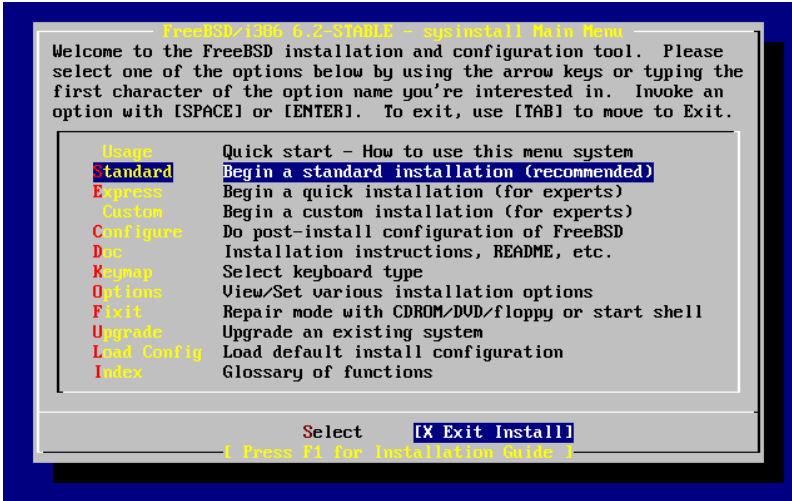 FreeBSD/i386 6.2-STABLE - sysinstall Main Menu
Welcome to the FreeBSD installation and configuration tool.  Please
select one of the options below by using the arrow keys or typing the
first character of the option name you're interested in.  Invoke an
option with [SPACE] or [ENTER].  To exit, use [TAB] to move to Exit.
Usage Quick start - How to use this menu system
Standard Begin a standard installation (recommended)
Express Begin a quick installation (for experts)
Custom Begin a custom installation (for experts)
Configure Do post-install configuration of FreeBSD
Doc Installation instructions, README, etc.
Keymap Select keyboard type
Options View/Set various installation options
Fixit Repair mode with CDROM/DVD/floppy or start shell
Upgrade Upgrade an existing system
Load Config Load default install configuration
Index Glossary of functions
Select [X Exit Install]
[ Press F1 for Installation Guide ]